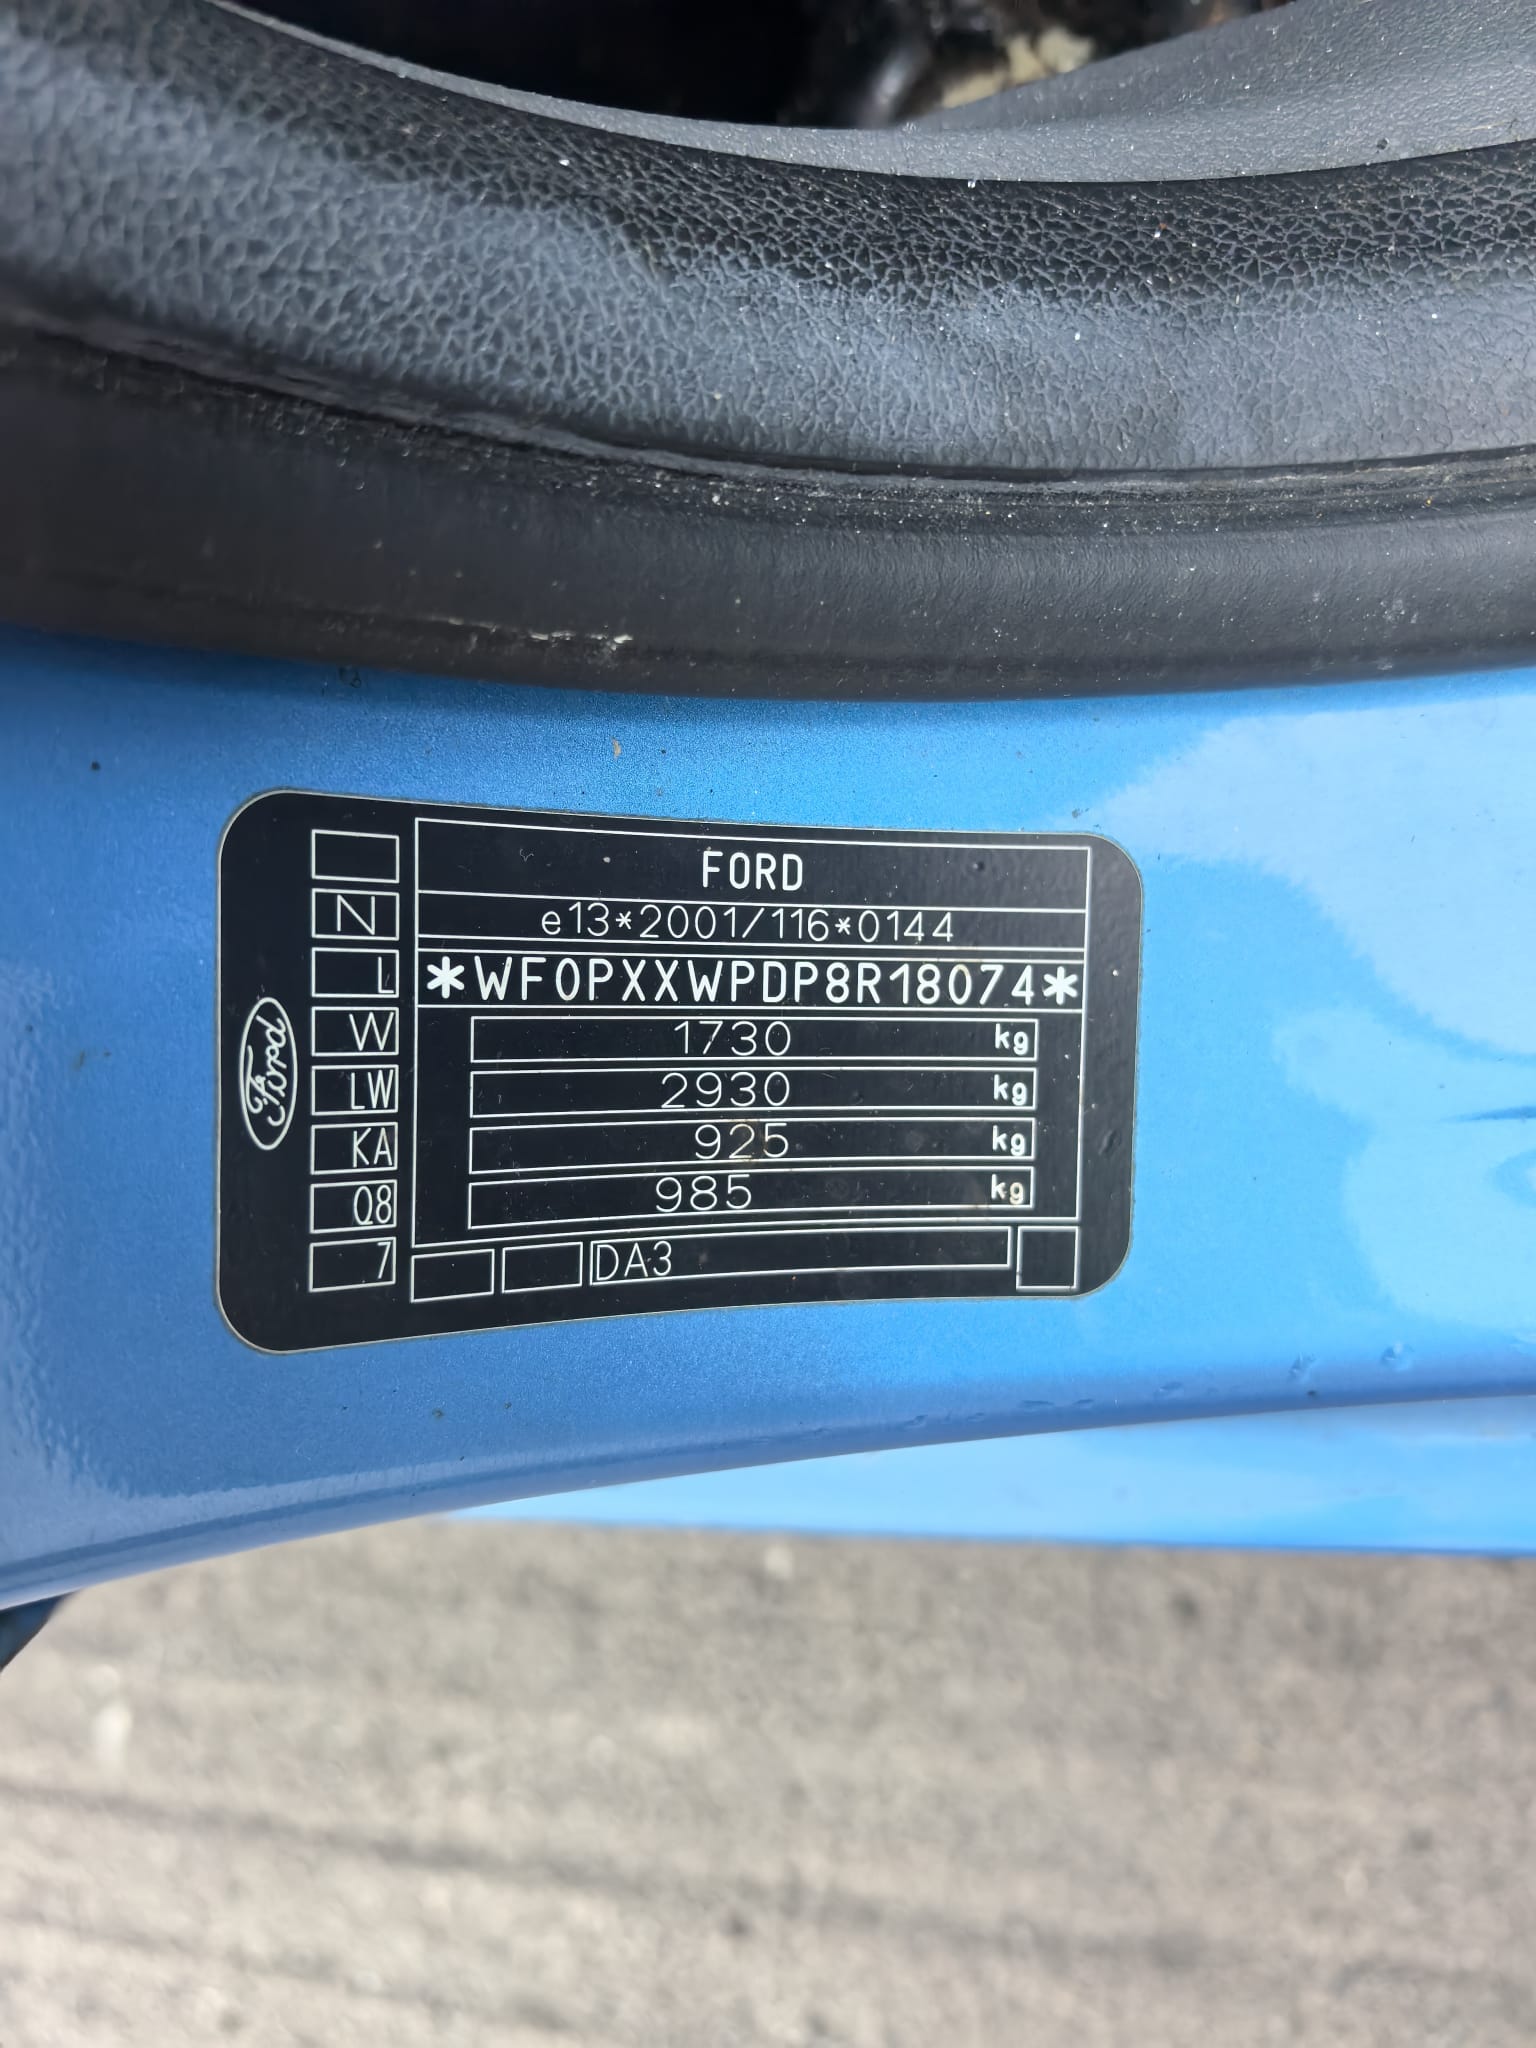 FORD
e13*2001/116*0144
*WF0PXXWPDP8R18074*
1730 kg
2930 kg
925 kg
985 kg
DA3
N
L
W
LW
KA
Q8
7
Ford